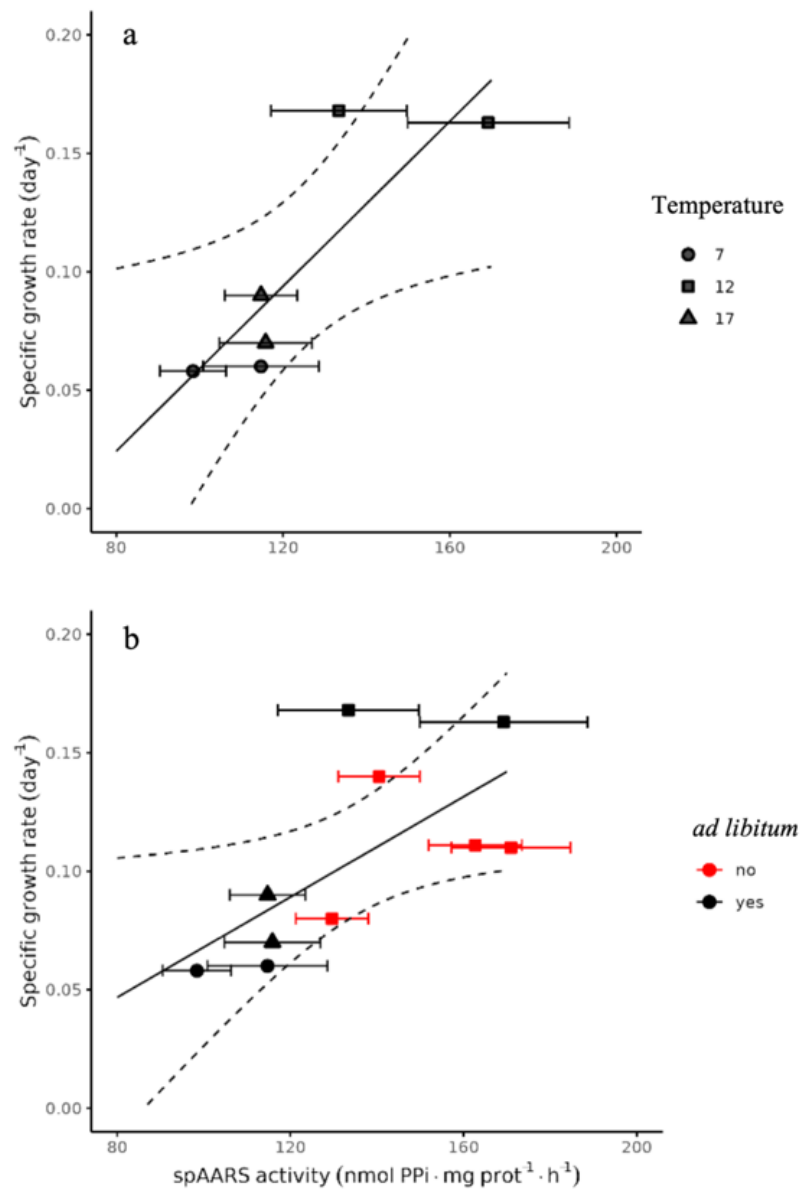 a
0.20
0.15
0.10
0.05
0.00
Specific growth rate (day⁻¹)
80 120 160 200
Temperature
7
12
17
b
0.20
0.15
0.10
0.05
0.00
Specific growth rate (day⁻¹)
80 120 160 200
spAARS activity (nmol PPi · mg prot⁻¹ · h⁻¹)
ad libitum
no
yes